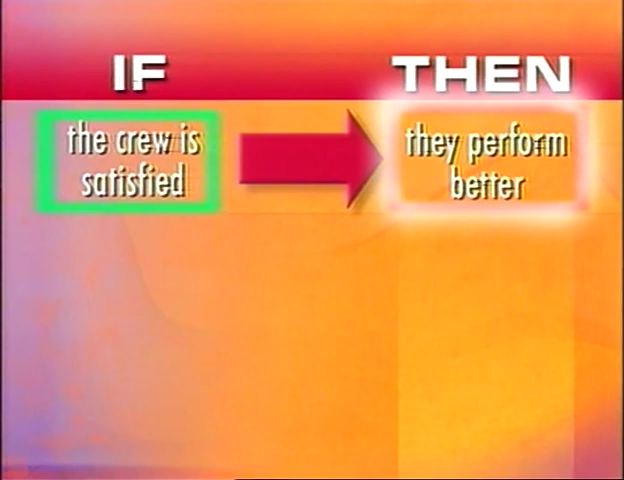 IF
THEN
the crew is
satisfied
they perform
better